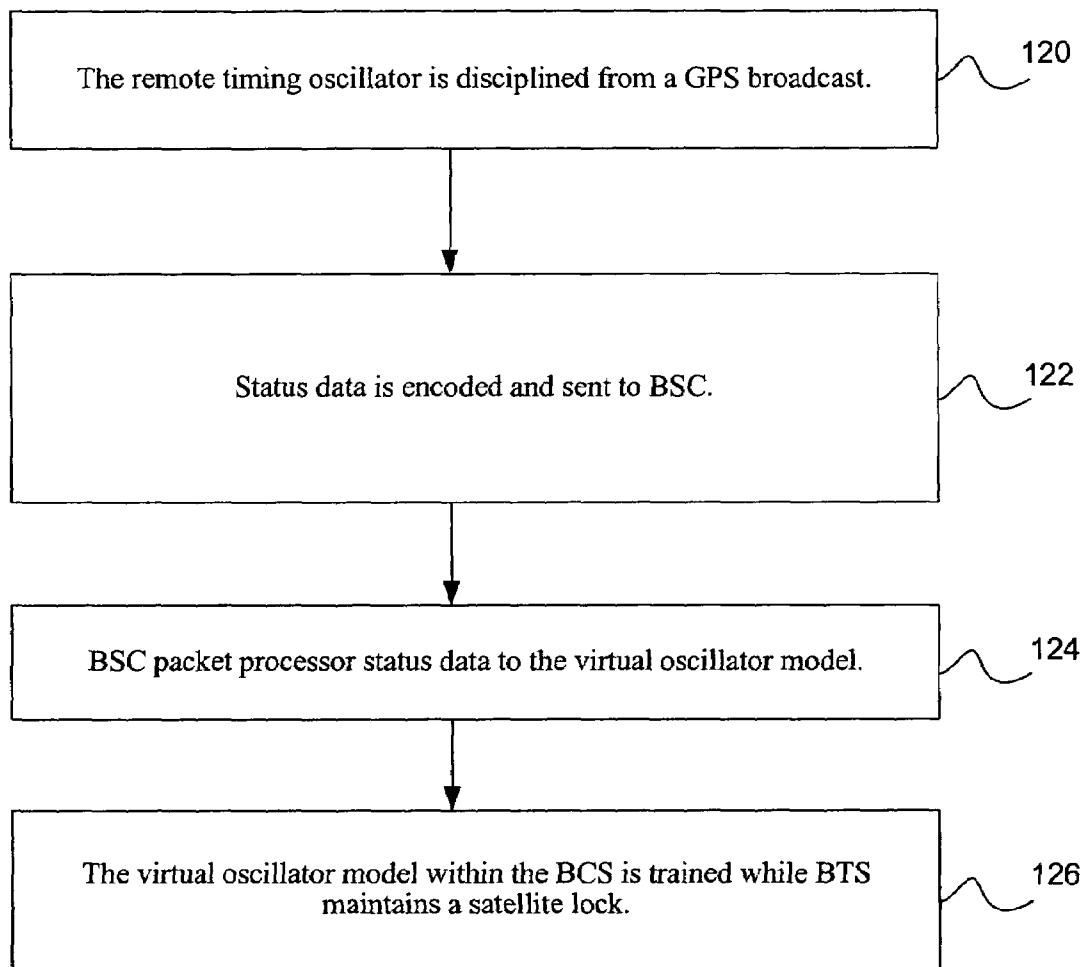 The remote timing oscillator is disciplined from a GPS broadcast.
120
Status data is encoded and sent to BSC.
122
BSC packet processor status data to the virtual oscillator model.
124
The virtual oscillator model within the BCS is trained while BTS
maintains a satellite lock.
126